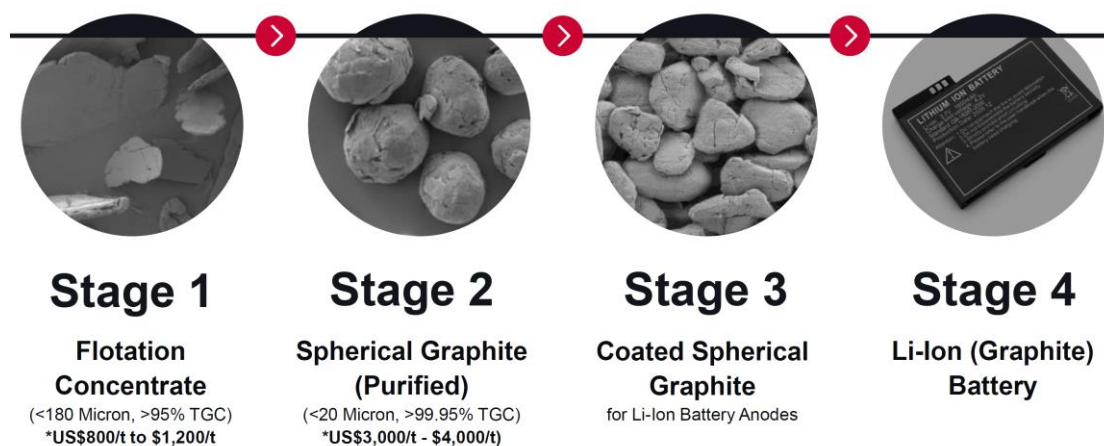 Stage 1
Flotation
Concentrate
(<180 Micron, >95% TGC)
*US$800/t to $1,200/t
Stage 2
Spherical Graphite
(Purified)
(<20 Micron, >99.95% TGC)
*US$3,000/t - $4,000/t)
Stage 3
Coated Spherical
Graphite
for Li-Ion Battery Anodes
LITHIUM ION BATTERY
Stage 4
Li-Ion (Graphite)
Battery